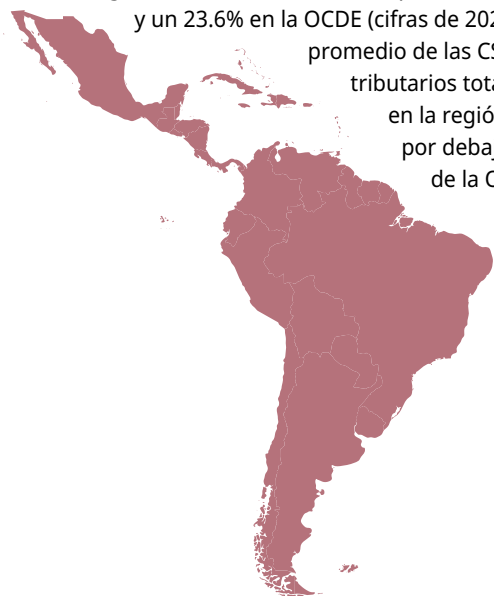 y un 23.6% en la OCDE (cifras de 202
promedio de las CS
tributarios tota
en la regió
por debaj
de la O